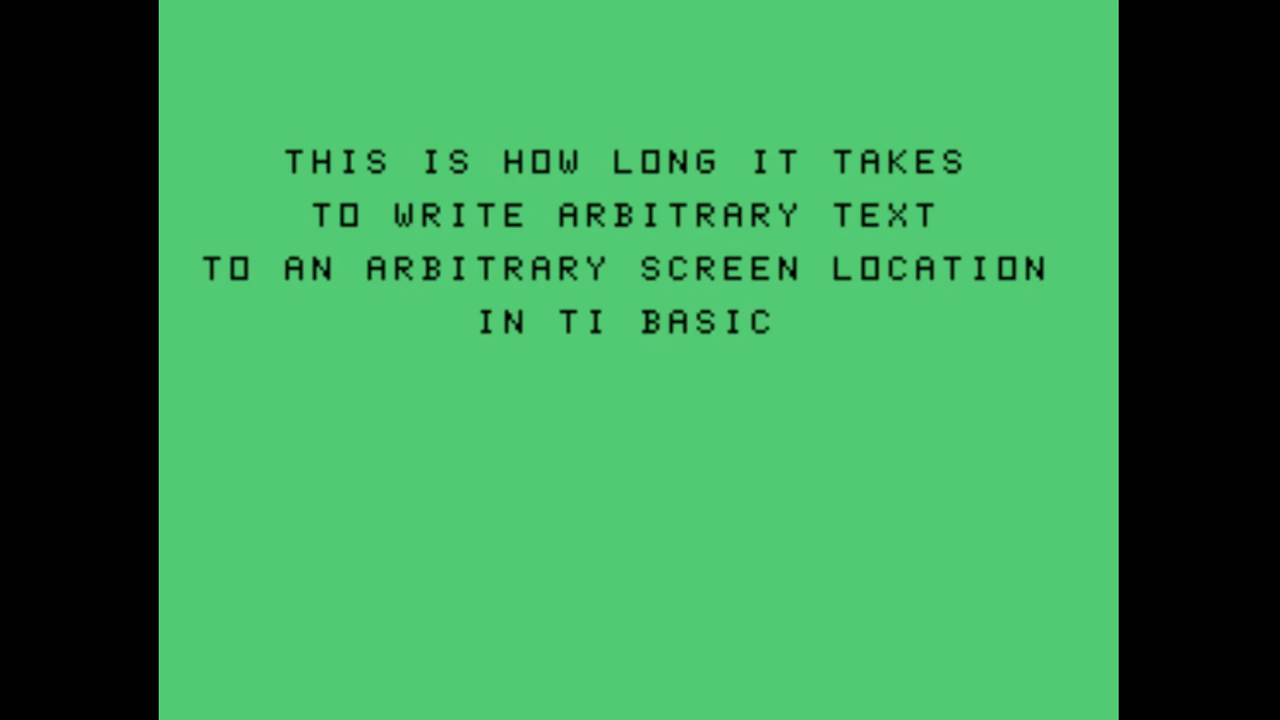 THIS IS HOW LONG IT TAKES
TO WRITE ARBITRARY TEXT
TO AN ARBITRARY SCREEN LOCATION
IN TI BASIC